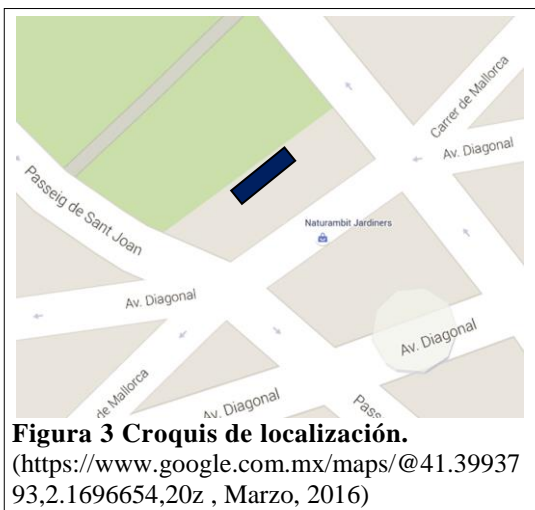 Carrer de Mallorca
Av. Diagonal
Passeig de Sant Joan
Naturambit Jardiners
Av. Diagonal
Av. Diagonal
de Mallorca
Av. Diagonal
Pass
Figura 3 Croquis de localización.
(https://www.google.com.mx/maps/@41.39937
93,2.1696654,20z , Marzo, 2016)